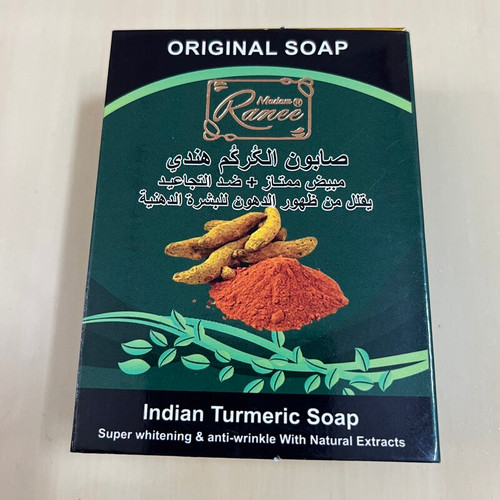 ORIGINAL SOAP
Madam ®
Ranee
صابون الكُركُم هندي
مبيض ممتاز + ضد التجاعيد
يقلل من ظهور الدهون للبشرة الدهنية
Indian Turmeric Soap
Super whitening & anti-wrinkle With Natural Extracts